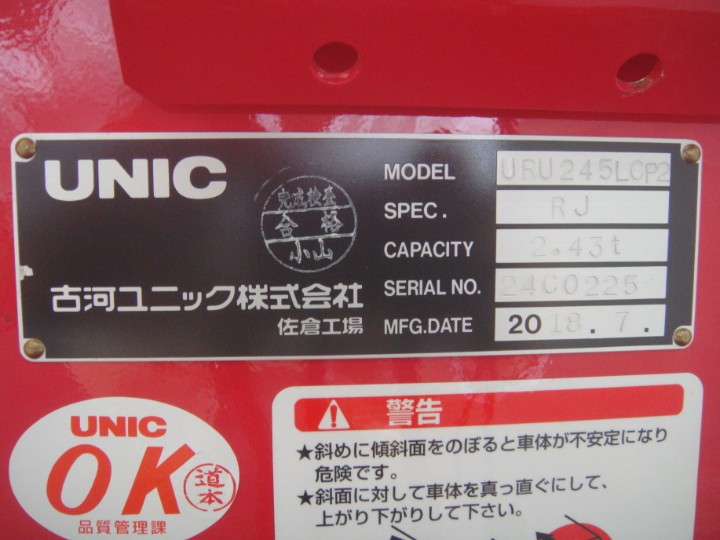 UNIC
完成検査
合格
小山
古河ユニック株式会社
佐倉工場
MODEL URU245LCP2
SPEC. RJ
CAPACITY 2.43t
SERIAL NO. 24C0225
MFG.DATE 2018.7.
UNIC
OK
道本
品質管理課
警告
★斜めに傾斜面をのぼると車体が不安定になり
危険です。
★斜面に対して車体を真っ直ぐにして、
上がり下がりして下さい。